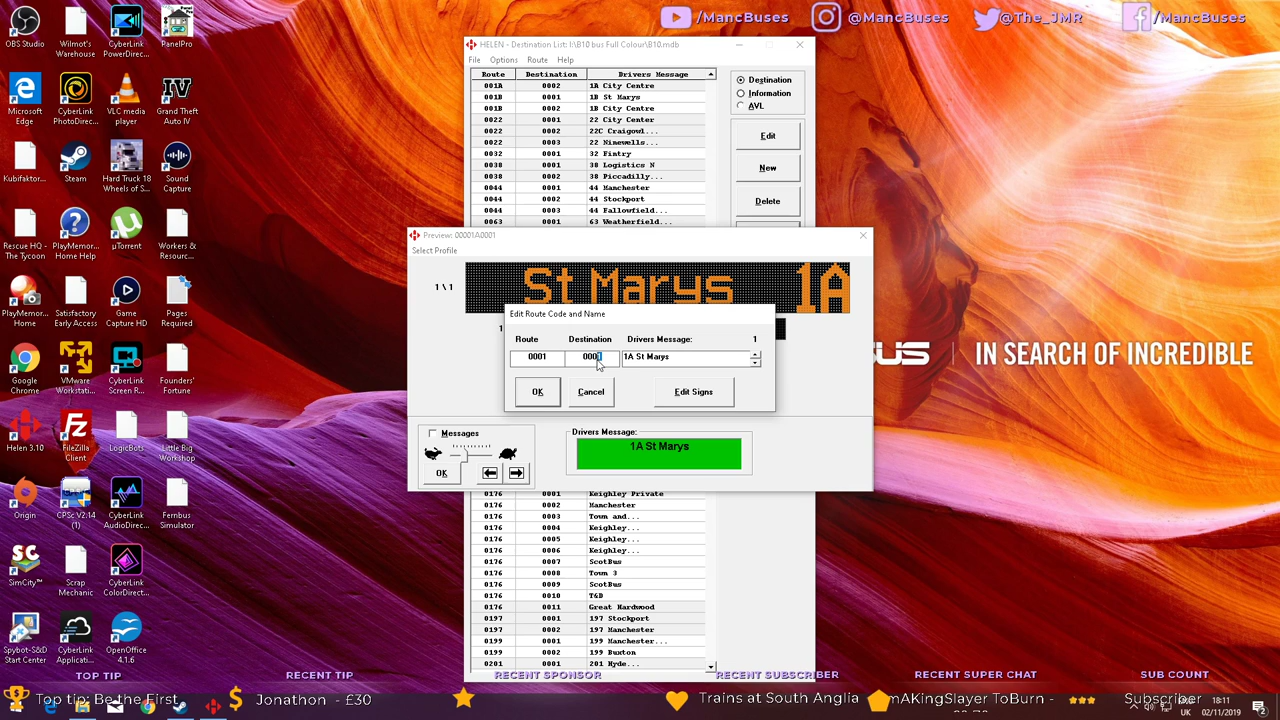 OBS Studio
Wilmot's
Warehouse
CyberLink
PowerDirec...
PanelPro
Microsoft
Edge
CyberLink
PhotoDirec...
VLC media
player
Grand Theft
Auto IV
Kubifaktor...
Steam
Hard Truck 18
Wheels of S...
Sound
Capture
Rescue HQ -
The Tycoon
PlayMemor...
Home Help
µTorrent
Workers &
Resourc...
PlayMemor...
Home
Satisfactory
Early Access
Game
Capture HD
Pages
Required
Google
Chrome
VMware
Workstati...
CyberLink
Screen R...
Founders'
Fortune
Helen 3.10
FileZilla
Client
LogicBots
Little Big
Workshop
Origin
CPSc V2.14
(1)
CyberLink
AudioDirec...
Fernbus
Simulator
SimCity™
Scrap
Mechanic
CyberLink
ColorDirect...
Spybot-S&D
Start Center
CyberLink
Applicati...
OpenOffice
4.1.6
/MancBuses
@MancBuses
@The_JMR
/MancBuses
HELEN - Destination List: I:\B10 bus Full Colour\B10.mdb
File Options Route Help
Route Destination Drivers Message
001A 0002 1A City Centre
001B 0001 1B St Marys
001B 0002 1B City Centre
0022 0001 22 City Center
0022 0002 22C Craigowl...
0022 0003 22 Ninewells...
0032 0001 32 Fintry
0038 0001 38 Logistics N
0038 0002 38 Piccadilly...
0044 0001 44 Manchester
0044 0002 44 Stockport
0044 0003 44 Fallowfield...
0063 0001 63 Weatherfield...
Destination
Information
AVL
Edit
New
Delete
Preview: 00001A0001
Select Profile
1 \ 1
St Marys 1A
Edit Route Code and Name
Route Destination Drivers Message: 1
0001 0001 1A St Marys
OK Cancel Edit Signs
Messages
OK
Drivers Message:
1A St Marys
US
IN SEARCH OF INCREDIBLE
0176 0001 Keighley Private
0176 0002 Manchester
0176 0003 Town and...
0176 0004 Keighley...
0176 0005 Keighley...
0176 0006 Keighley...
0176 0007 ScotBus
0176 0008 Town 3
0176 0009 ScotBus
0176 0010 T&D
0176 0011 Great Hardwood
0197 0001 197 Stockport
0197 0002 197 Manchester
0199 0001 199 Manchester...
0199 0002 199 Buxton
0201 0001 201 Hyde...
TOP TIP
RECENT TIP
RECENT SPONSOR
RECENT SUBSCRIBER
RECENT SUPER CHAT
SUB COUNT
Top tip: Be the First
Jonathon - £30
Trains at South Anglia
AKingSlayer ToBurn -
Subscriber
18:11
UK
02/11/2019